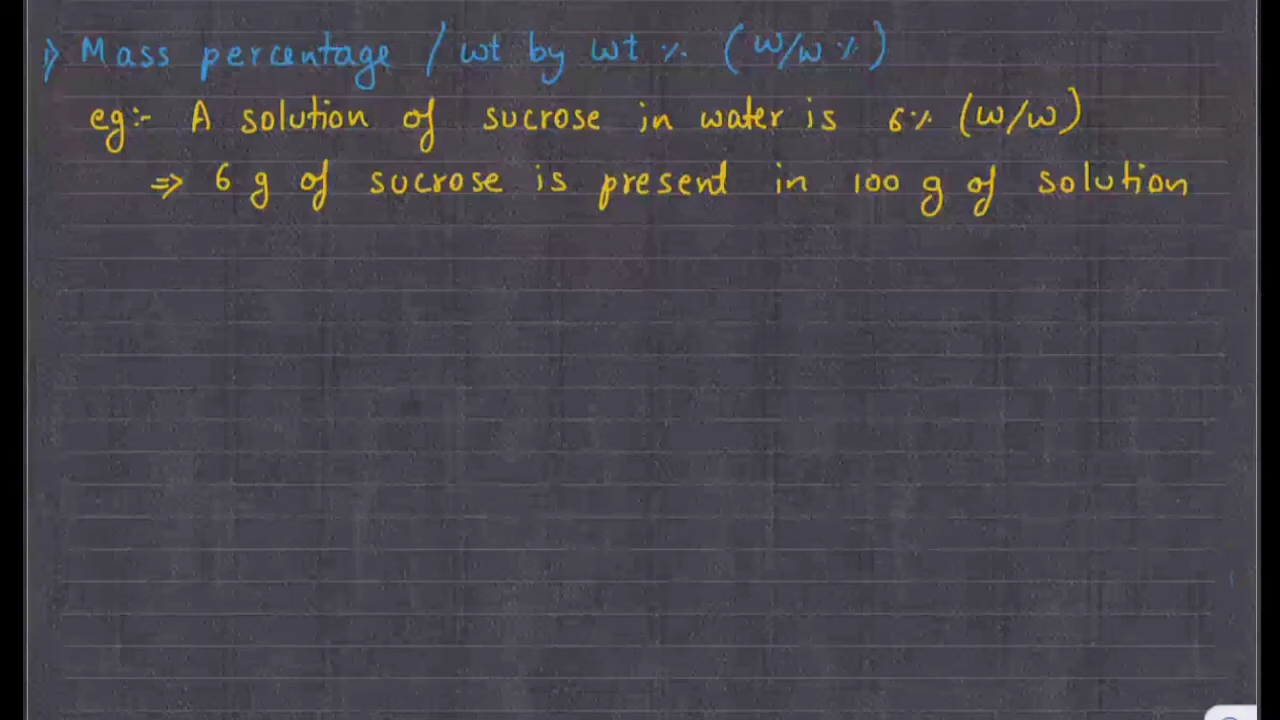 1) Mass percentage / wt by wt % (w/w %)
eg:- A solution of sucrose in water is 6% (w/w)
⇒ 6 g of sucrose is present in 100 g of solution